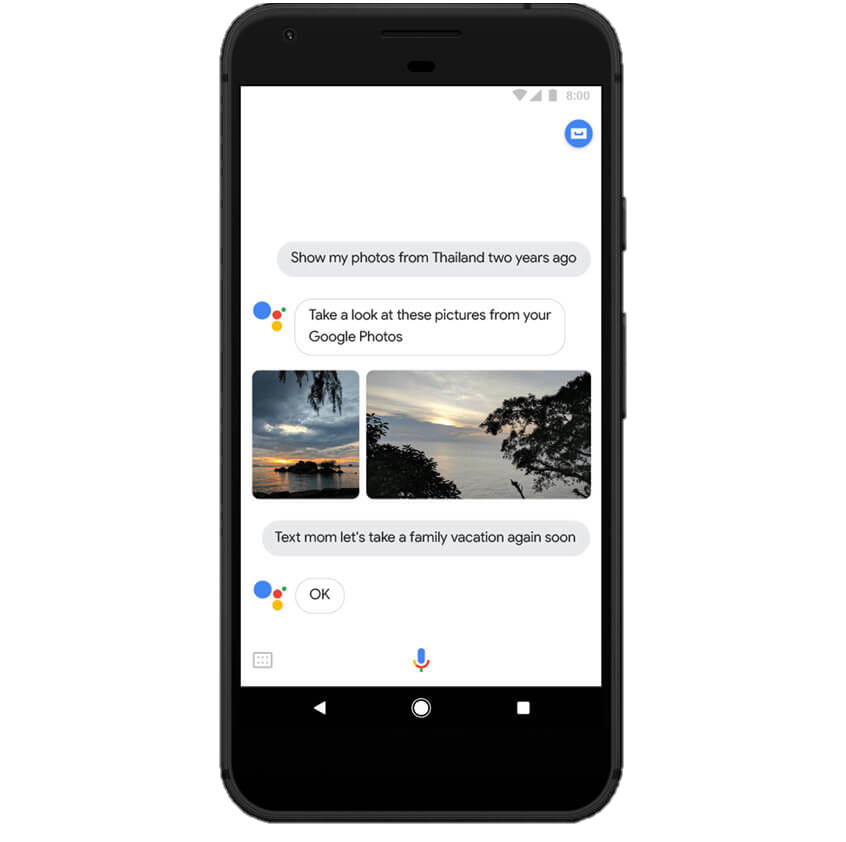 8:00
Show my photos from Thailand two years ago
Take a look at these pictures from your
Google Photos
Text mom let's take a family vacation again soon
OK